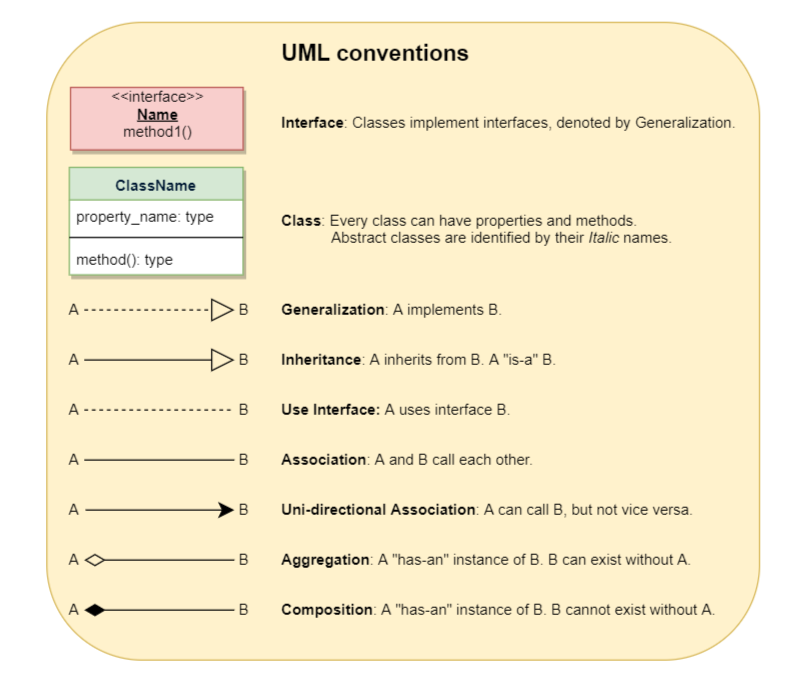 UML conventions
<<interface>>
Name
method1()
Interface: Classes implement interfaces, denoted by Generalization.
ClassName
property_name: type
method(): type
Class: Every class can have properties and methods.
Abstract classes are identified by their Italic names.
A B Generalization: A implements B.
A B Inheritance: A inherits from B. A "is-a" B.
A B Use Interface: A uses interface B.
A B Association: A and B call each other.
A B Uni-directional Association: A can call B, but not vice versa.
A B Aggregation: A "has-an" instance of B. B can exist without A.
A B Composition: A "has-an" instance of B. B cannot exist without A.